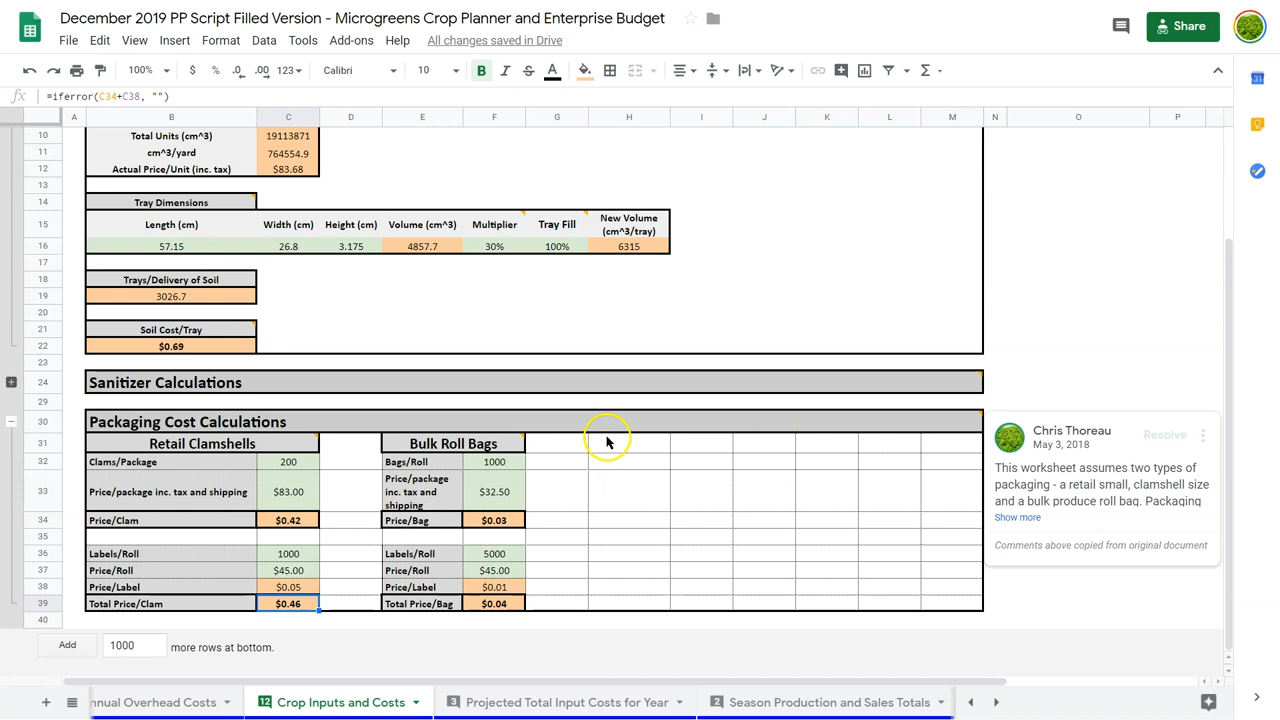 December 2019 PP Script Filled Version - Microgreens Crop Planner and Enterprise Budget
File Edit View Insert Format Data Tools Add-ons Help All changes saved in Drive
Share
100% $ % .0 .00 123 Calibri 10 B I S A
fx =iferror(C34+C38, "")
A B C D E F G H I J K L M N O P
10 Total Units (cm^3) 19113871
11 cm^3/yard 764554.9
12 Actual Price/Unit (inc. tax) $83.68
13
14 Tray Dimensions
15 Length (cm) Width (cm) Height (cm) Volume (cm^3) Multiplier Tray Fill New Volume (cm^3/tray)
16 57.15 26.8 3.175 4857.7 30% 100% 6315
17
18 Trays/Delivery of Soil
19 3026.7
20
21 Soil Cost/Tray
22 $0.69
23
24 Sanitizer Calculations
29
30 Packaging Cost Calculations
31 Retail Clamshells Bulk Roll Bags
32 Clams/Package 200 Bags/Roll 1000
33 Price/package inc. tax and shipping $83.00 Price/package inc. tax and shipping $32.50
34 Price/Clam $0.42 Price/Bag $0.03
35
36 Labels/Roll 1000 Labels/Roll 5000
37 Price/Roll $45.00 Price/Roll $45.00
38 Price/Label $0.05 Price/Label $0.01
39 Total Price/Clam $0.46 Total Price/Bag $0.04
40
Chris Thoreau
May 3, 2018
Resolve
This worksheet assumes two types of
packaging - a retail small, clamshell size
and a bulk produce roll bag. Packaging
Show more
Comments above copied from original document
Add 1000 more rows at bottom.
nnual Overhead Costs 12 Crop Inputs and Costs 3 Projected Total Input Costs for Year 2 Season Production and Sales Totals
31